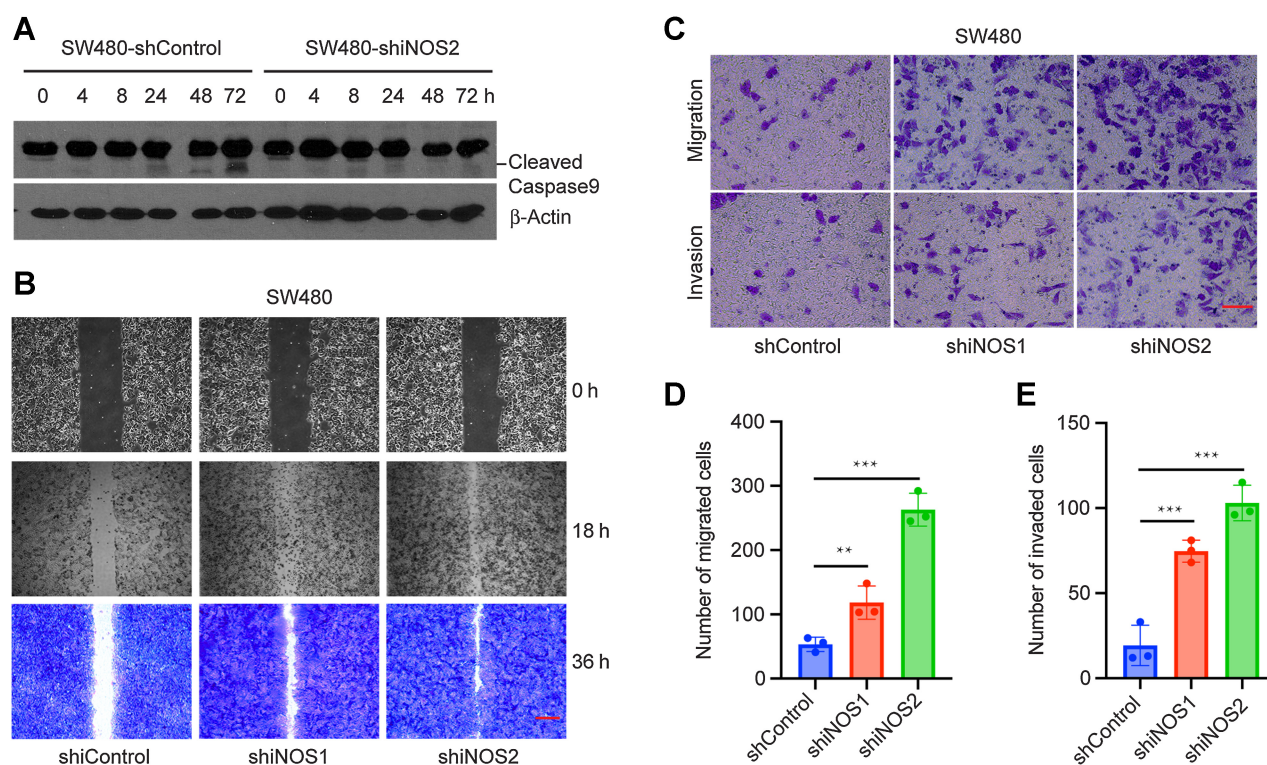 A
SW480-shControl
SW480-shiNOS2
0 4 8 24 48 72 0 4 8 24 48 72 h
Cleaved
Caspase9
β-Actin
B
SW480
0 h
18 h
36 h
shiControl
shiNOS1
shiNOS2
C
SW480
Migration
Invasion
shControl
shiNOS1
shiNOS2
D
Number of migrated cells
400
300
200
100
0
***
**
shControl
shiNOS1
shiNOS2
E
Number of invaded cells
150
100
50
0
***
***
shControl
shiNOS1
shiNOS2